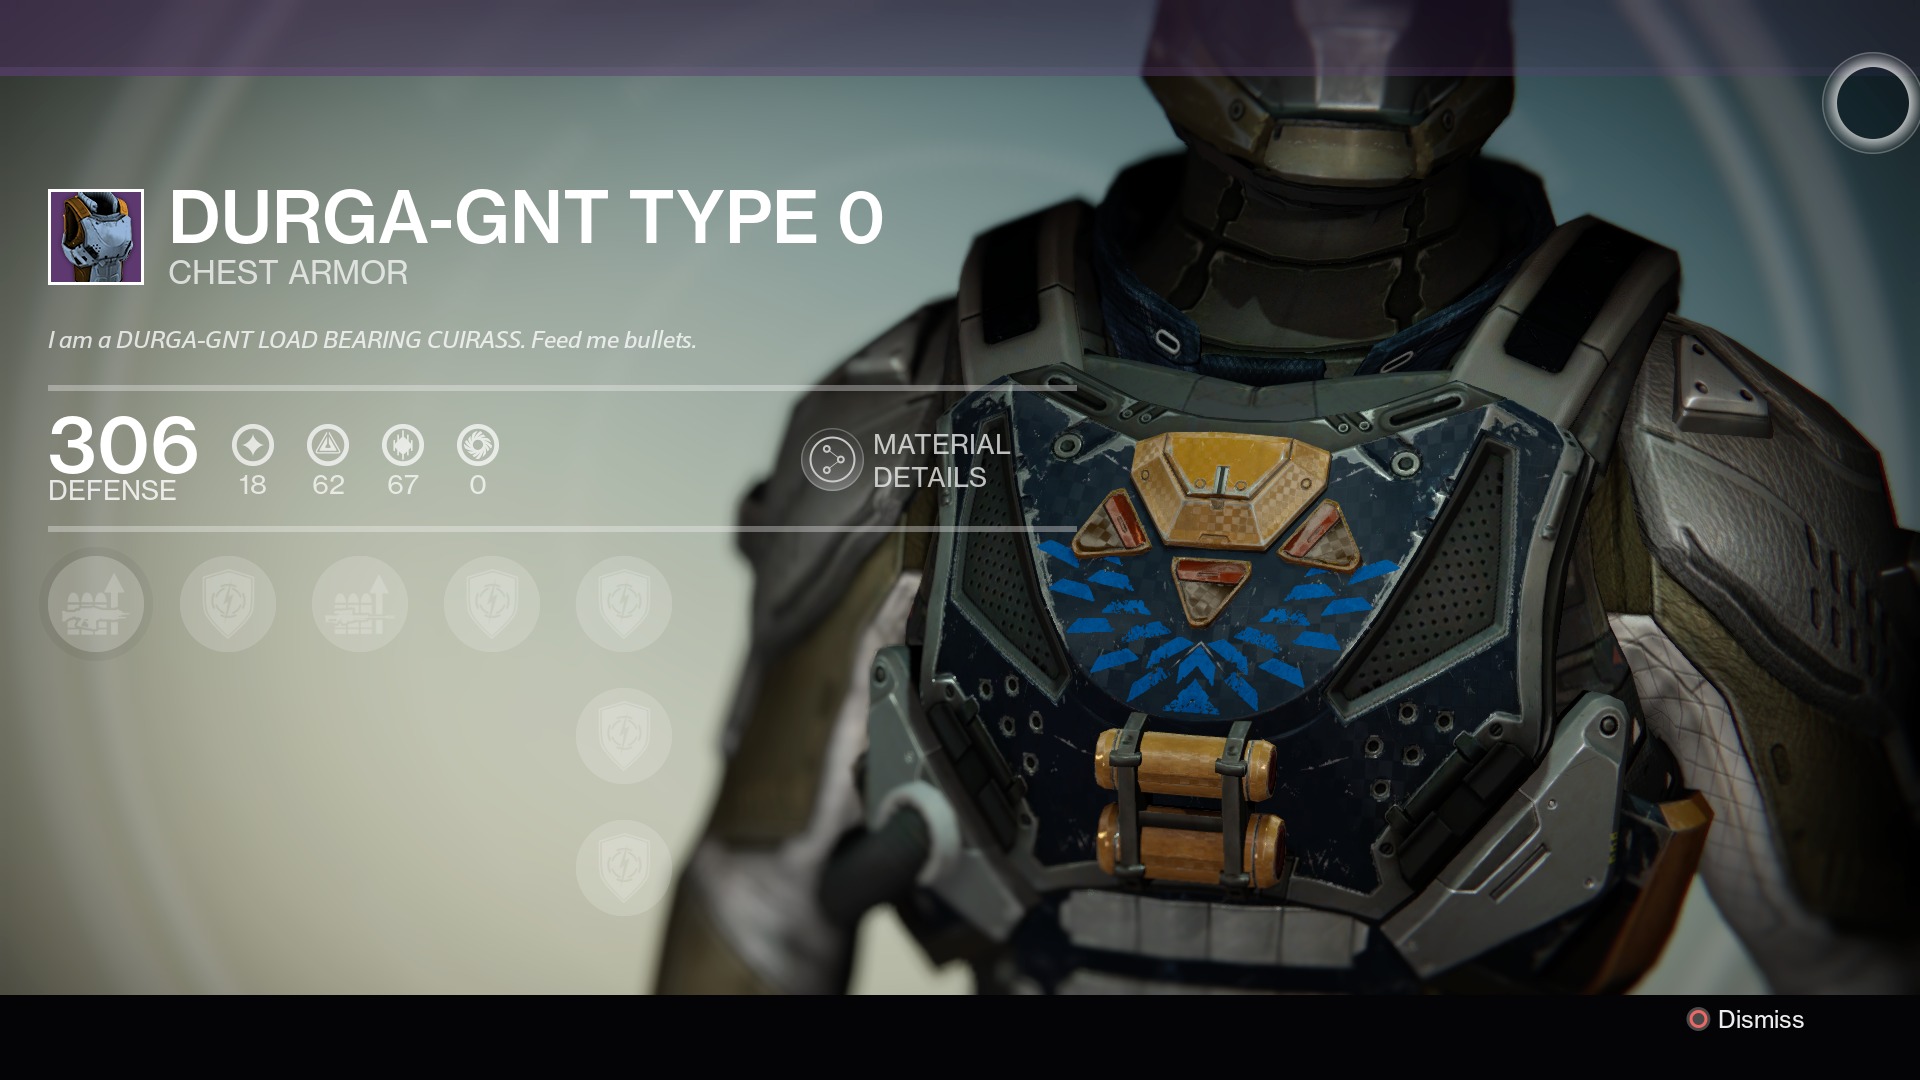 DURGA-GNT TYPE 0
CHEST ARMOR
I am a DURGA-GNT LOAD BEARING CUIRASS. Feed me bullets.
306
DEFENSE
18 62 67 0
MATERIAL
DETAILS
Dismiss